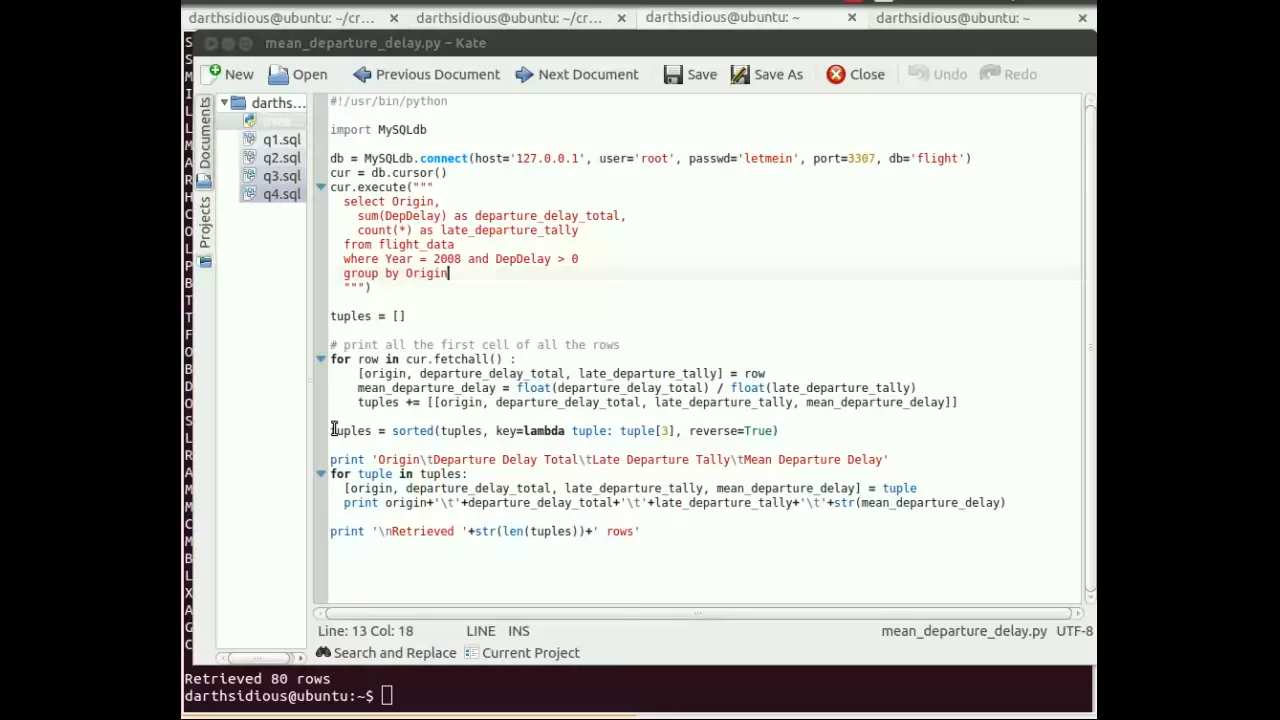 darthsidious@ubuntu: ~/cr... × darthsidious@ubuntu: ~/cr... × darthsidious@ubuntu: ~ × darthsidious@ubuntu: ~ ×
mean_departure_delay.py – Kate
New Open Previous Document Next Document Save Save As Close Undo Redo
Documents
Projects
darths...
q1.sql
q2.sql
q3.sql
q4.sql
#!/usr/bin/python
import MySQLdb
db = MySQLdb.connect(host='127.0.0.1', user='root', passwd='letmein', port=3307, db='flight')
cur = db.cursor()
cur.execute("""
  select Origin,
    sum(DepDelay) as departure_delay_total,
    count(*) as late_departure_tally
  from flight_data
  where Year = 2008 and DepDelay > 0
  group by Origin
  """)
tuples = []
# print all the first cell of all the rows
for row in cur.fetchall() :
    [origin, departure_delay_total, late_departure_tally] = row
    mean_departure_delay = float(departure_delay_total) / float(late_departure_tally)
    tuples += [[origin, departure_delay_total, late_departure_tally, mean_departure_delay]]
tuples = sorted(tuples, key=lambda tuple: tuple[3], reverse=True)
print 'Origin\tDeparture Delay Total\tLate Departure Tally\tMean Departure Delay'
for tuple in tuples:
  [origin, departure_delay_total, late_departure_tally, mean_departure_delay] = tuple
  print origin+'\t'+departure_delay_total+'\t'+late_departure_tally+'\t'+str(mean_departure_delay)
print '\nRetrieved '+str(len(tuples))+' rows'
Line: 13 Col: 18 LINE INS mean_departure_delay.py UTF-8
Search and Replace Current Project
Retrieved 80 rows
darthsidious@ubuntu:~$